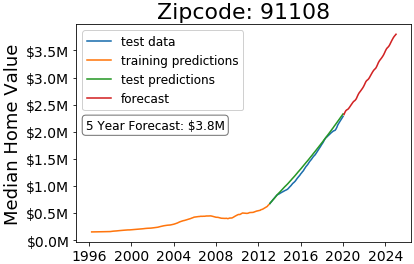 Zipcode: 91108
Median Home Value
$3.5M
$3.0M
$2.5M
$2.0M
$1.5M
$1.0M
$0.5M
$0.0M
test data
training predictions
test predictions
forecast
5 Year Forecast: $3.8M
1996 2000 2004 2008 2012 2016 2020 2024